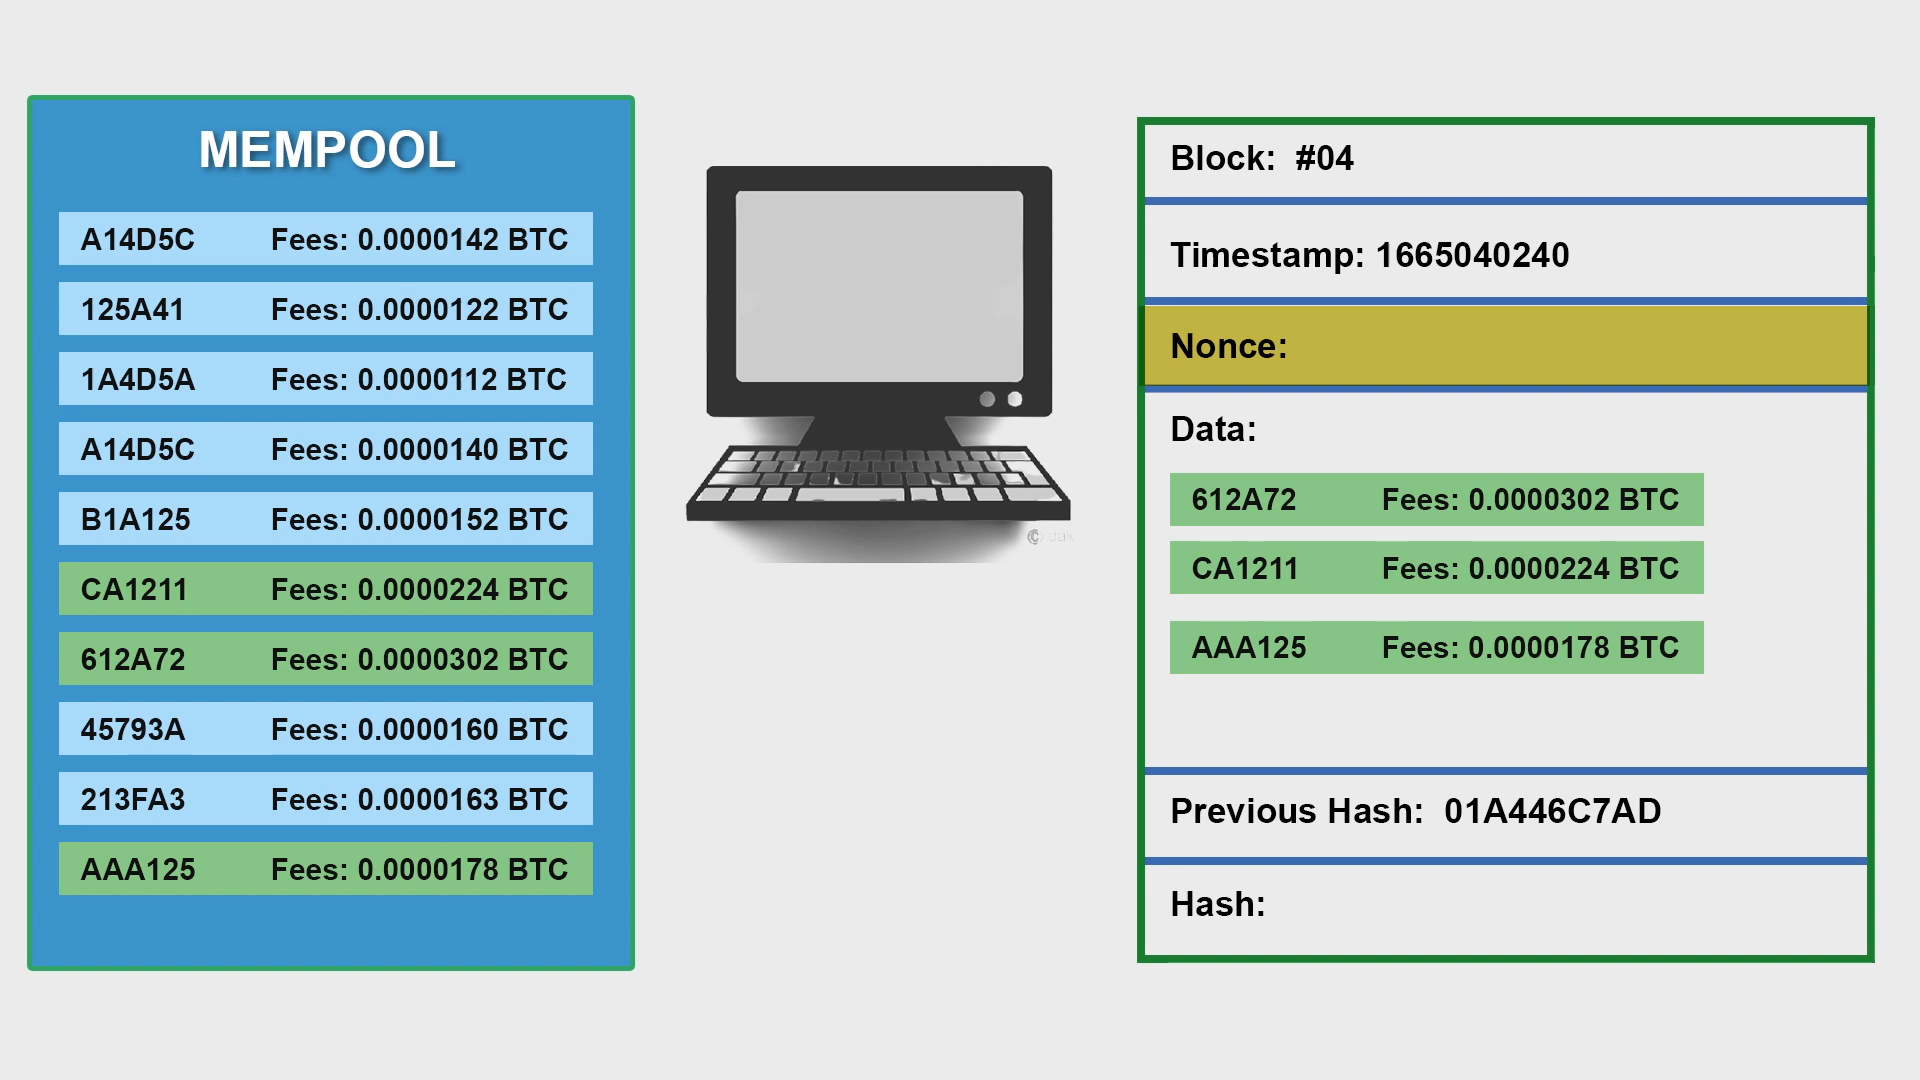 MEMPOOL
A14D5C Fees: 0.0000142 BTC
125A41 Fees: 0.0000122 BTC
1A4D5A Fees: 0.0000112 BTC
A14D5C Fees: 0.0000140 BTC
B1A125 Fees: 0.0000152 BTC
CA1211 Fees: 0.0000224 BTC
612A72 Fees: 0.0000302 BTC
45793A Fees: 0.0000160 BTC
213FA3 Fees: 0.0000163 BTC
AAA125 Fees: 0.0000178 BTC
Block: #04
Timestamp: 1665040240
Nonce:
Data:
612A72 Fees: 0.0000302 BTC
CA1211 Fees: 0.0000224 BTC
AAA125 Fees: 0.0000178 BTC
Previous Hash: 01A446C7AD
Hash: